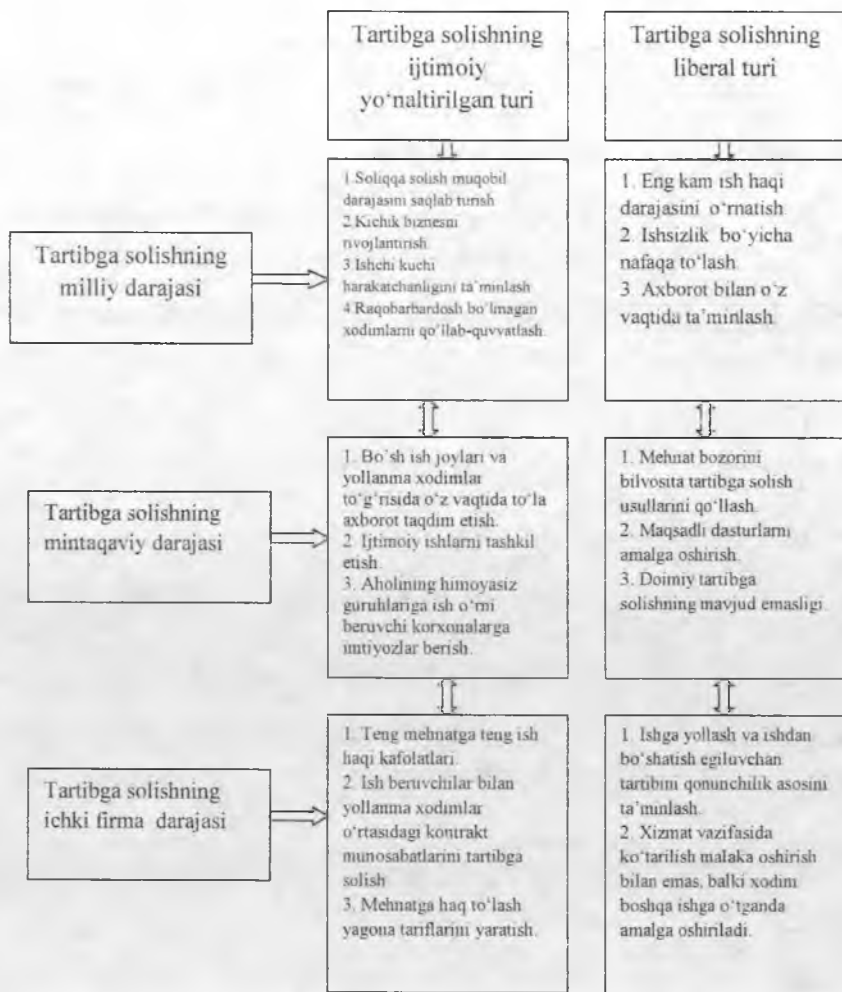 Tartibga solishning
ijtimoiy
yo‘naltirilgan turi
Tartibga solishning
liberal turi
Tartibga solishning
milliy darajasi
1.Soliqqa solish muqobil
darajasini saqlab turish
2.Kichik biznesni
rivojlantirish
3.Ishchi kuchi
harakatchanligini ta‘minlash
4.Raqobarbardosh bo‘lmagan
xodimlarni qo‘ilab-quvvatlash
1. Eng kam ish haqi
darajasini o‘rnatish
2. Ishsizlik bo‘yicha
nafaqa to‘lash.
3. Axborot bilan o‘z
vaqtida ta’minlash.
Tartibga solishning
mintaqaviy darajasi
1. Bo‘sh ish joylari va
yollanma xodimlar
to‘g‘risida o‘z vaqtida to‘la
axborot taqdim etish.
2. Ijtimoiy ishlarni tashkil
etish.
3. Aholining himoyasiz
guruhlariga ish o‘rni
beruvchi korxonalarga
imtiyozlar berish.
1. Mehnat bozorini
bilvosita tartibga solish
usullarini qo‘llash.
2. Maqsadli dasturlarni
amalga oshirish.
3. Doimiy tartibga
solishning mavjud emasligi.
Tartibga solishning
ichki firma darajasi
1. Teng mehnatga teng ish
haqi kafolatlari.
2. Ish beruvchilar bilan
yollanma xodimlar
o‘rtasidagi kontrakt
munosabatlarini tartibga
solish
3. Mehnatga haq to‘lash
yagona tariflarini yaratish.
1. Ishga yollash va ishdan
bo‘shatish egiluvchan
tartibini qonunchilik asosini
ta’minlash.
2. Xizmat vazifasida
ko‘tarilish malaka oshirish
bilan emas, balki xodim
boshqa ishga o‘tganda
amalga oshiriladi.